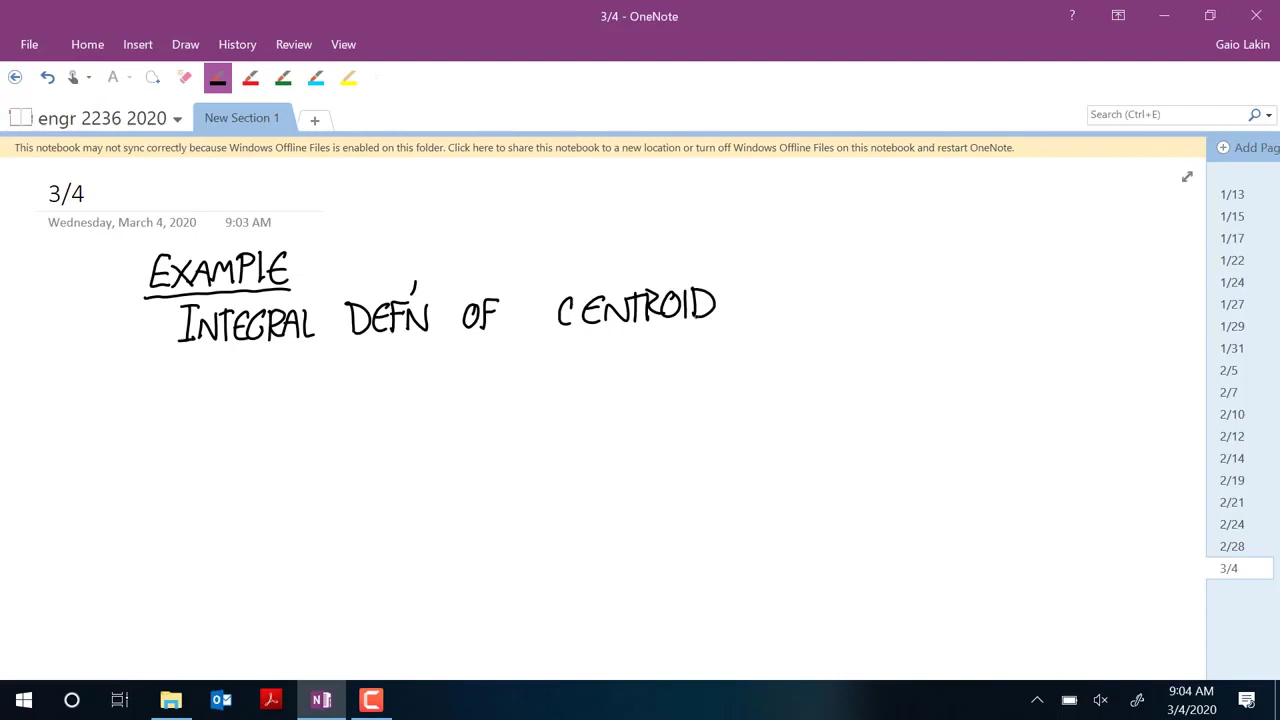 3/4 - OneNote
?
File Home Insert Draw History Review View
Gaio Lakin
A
engr 2236 2020
New Section 1
+
Search (Ctrl+E)
This notebook may not sync correctly because Windows Offline Files is enabled on this folder. Click here to share this notebook to a new location or turn off Windows Offline Files on this notebook and restart OneNote.
Add Pag
3/4
Wednesday, March 4, 2020 9:03 AM
EXAMPLE
INTEGRAL DEF'N OF CENTROID
1/13
1/15
1/17
1/22
1/24
1/27
1/29
1/31
2/5
2/7
2/10
2/12
2/14
2/19
2/21
2/24
2/28
3/4
9:04 AM
3/4/2020